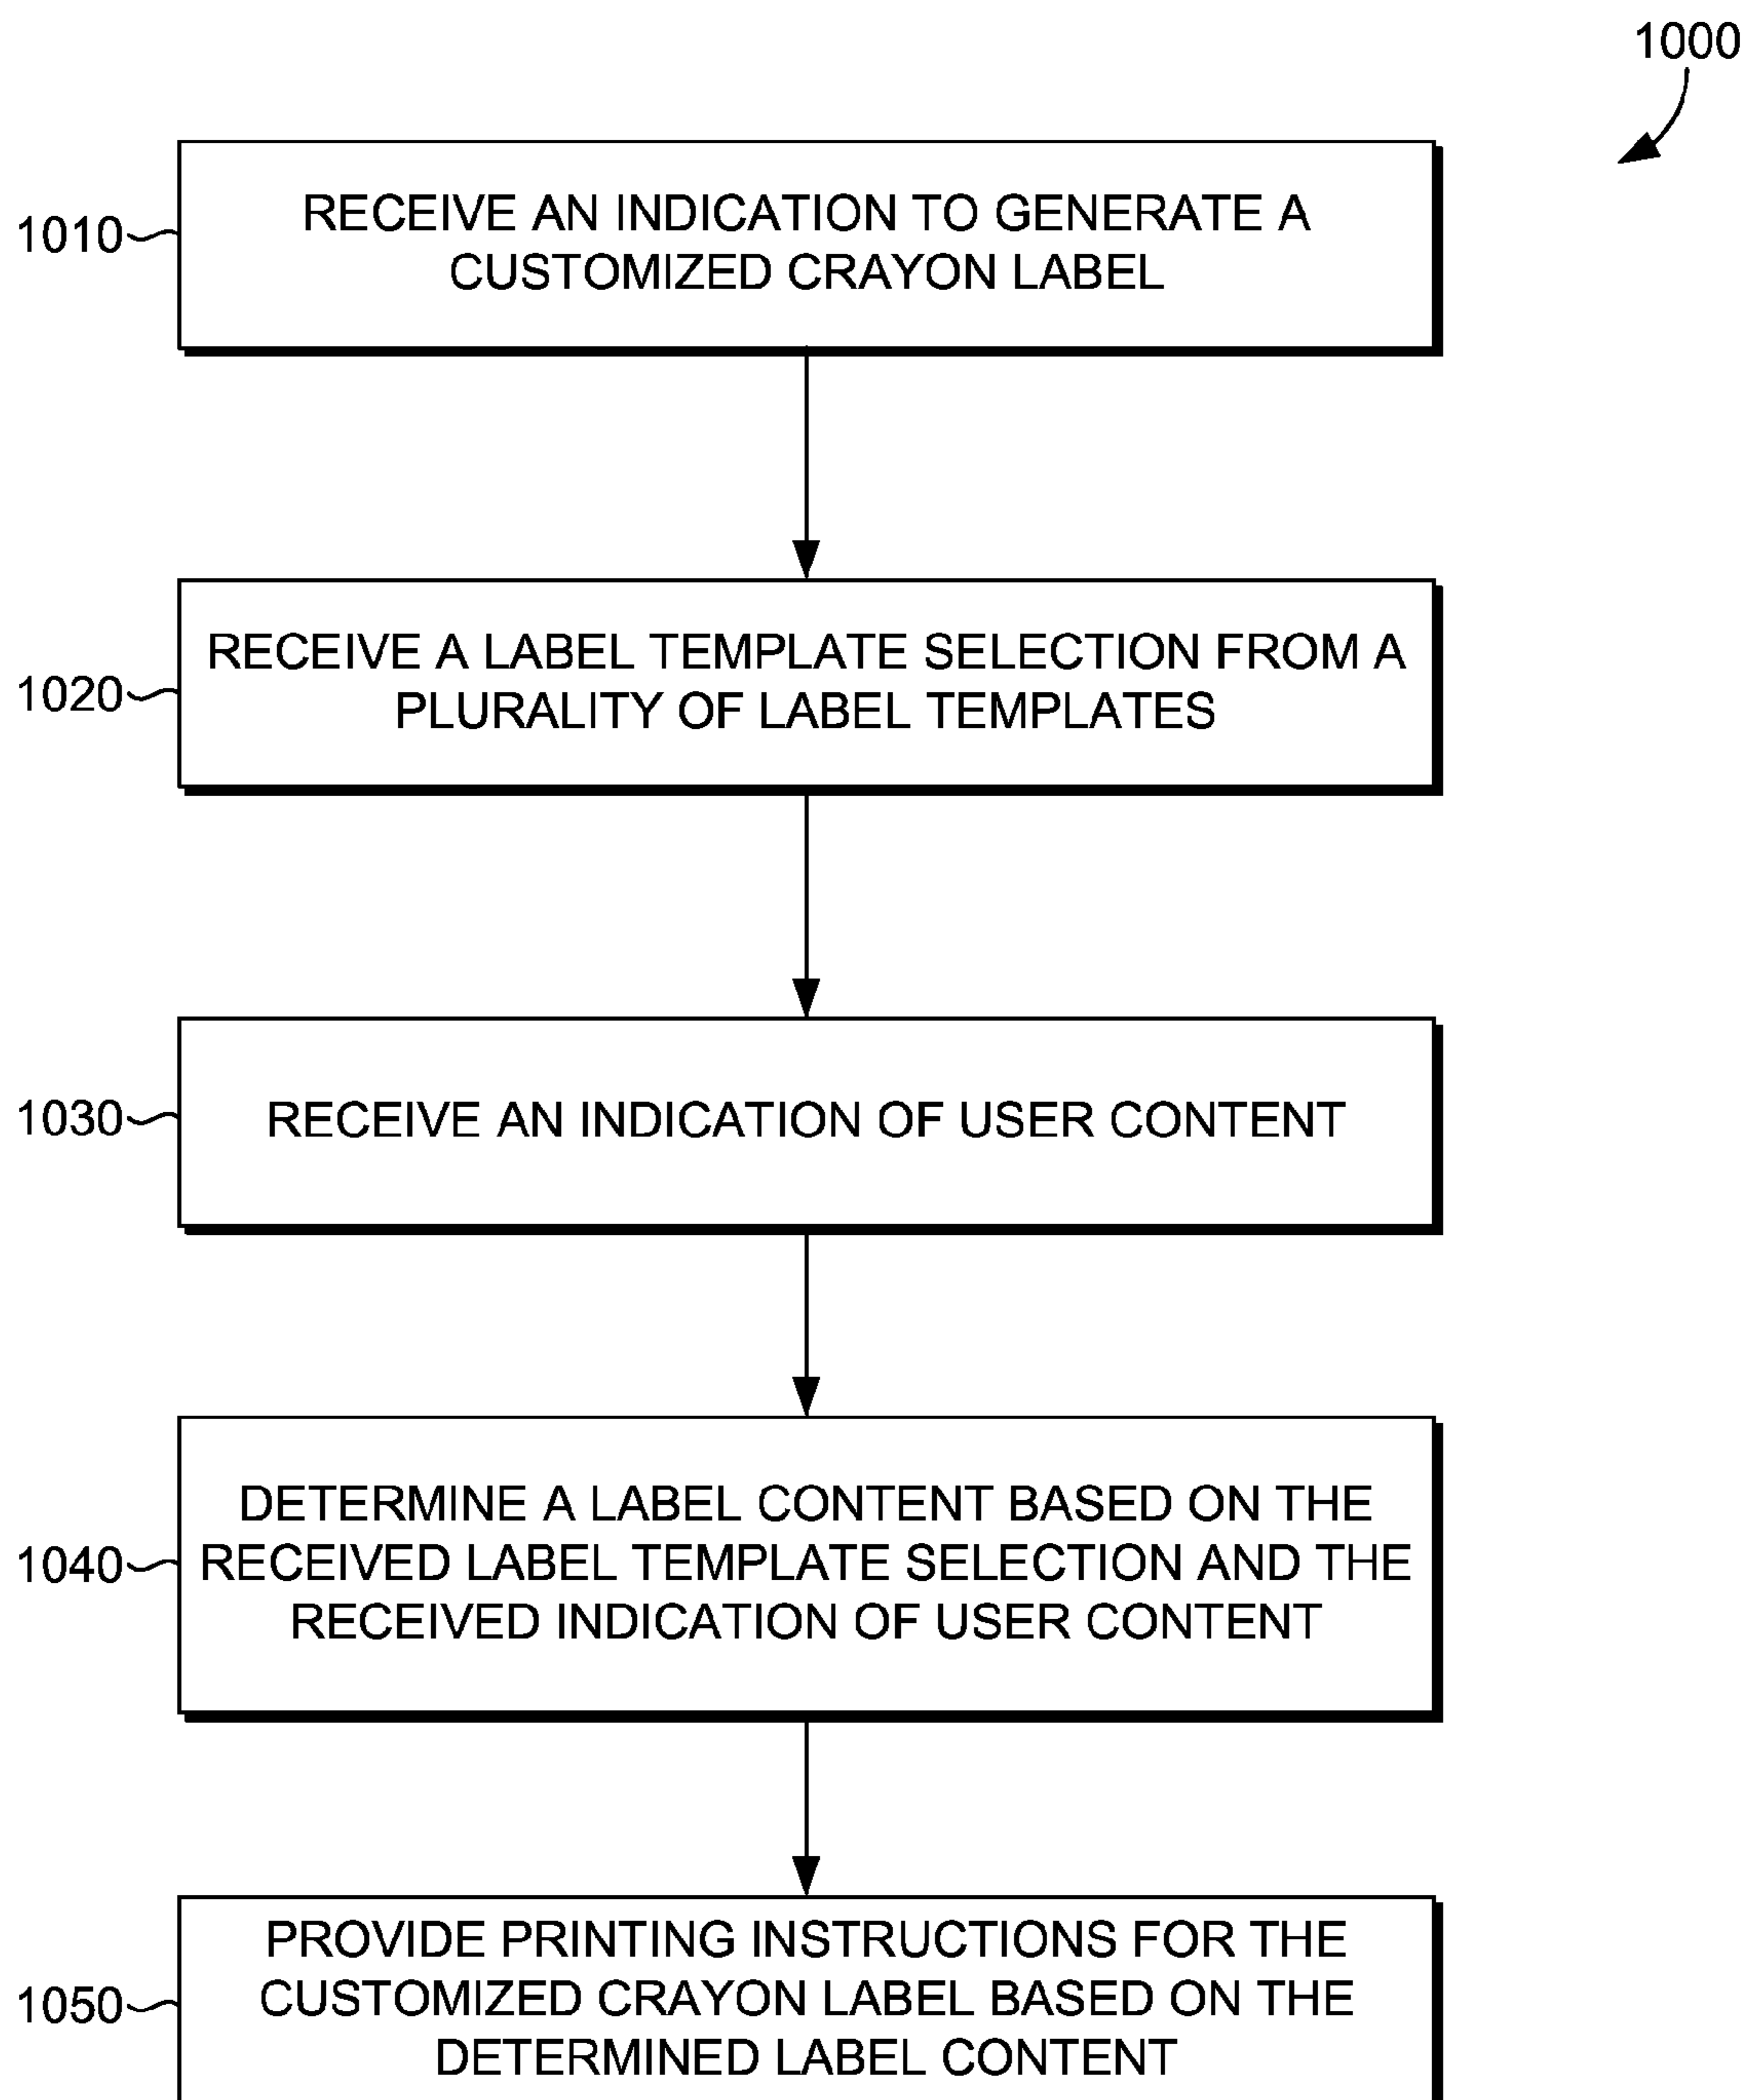 1000
1010
RECEIVE AN INDICATION TO GENERATE A
CUSTOMIZED CRAYON LABEL
1020
RECEIVE A LABEL TEMPLATE SELECTION FROM A
PLURALITY OF LABEL TEMPLATES
1030
RECEIVE AN INDICATION OF USER CONTENT
1040
DETERMINE A LABEL CONTENT BASED ON THE
RECEIVED LABEL TEMPLATE SELECTION AND THE
RECEIVED INDICATION OF USER CONTENT
1050
PROVIDE PRINTING INSTRUCTIONS FOR THE
CUSTOMIZED CRAYON LABEL BASED ON THE
DETERMINED LABEL CONTENT